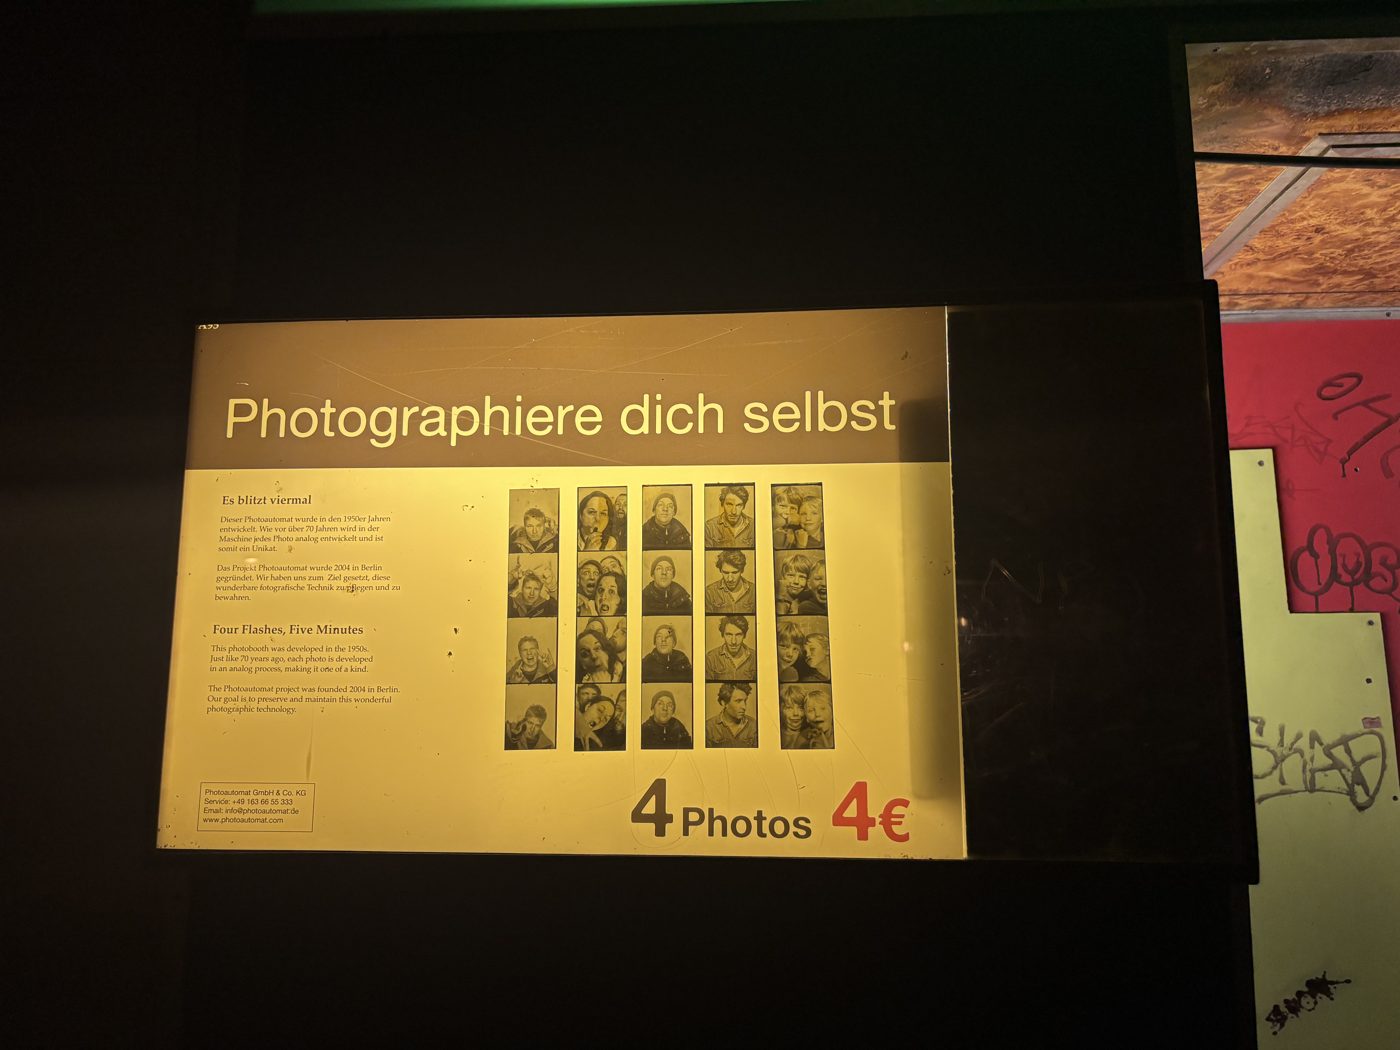 A95
Photographiere dich selbst
Es blitzt viermal
Dieser Photoautomat wurde in den 1950er Jahren
entwickelt. Wie vor über 70 Jahren wird in der
Maschine jedes Photo analog entwickelt und ist
somit ein Unikat.
Das Projekt Photoautomat wurde 2004 in Berlin
gegründet. Wir haben uns zum Ziel gesetzt, diese
wunderbare fotografische Technik zu pflegen und zu
bewahren.
Four Flashes, Five Minutes
This photobooth was developed in the 1950s.
Just like 70 years ago, each photo is developed
in an analog process, making it one of a kind.
The Photoautomat project was founded 2004 in Berlin.
Our goal is to preserve and maintain this wonderful
photographic technology.
Photoautomat GmbH & Co. KG
Service: +49 163 66 55 333
Email: info@photoautomat.de
www.photoautomat.com
4 Photos 4€